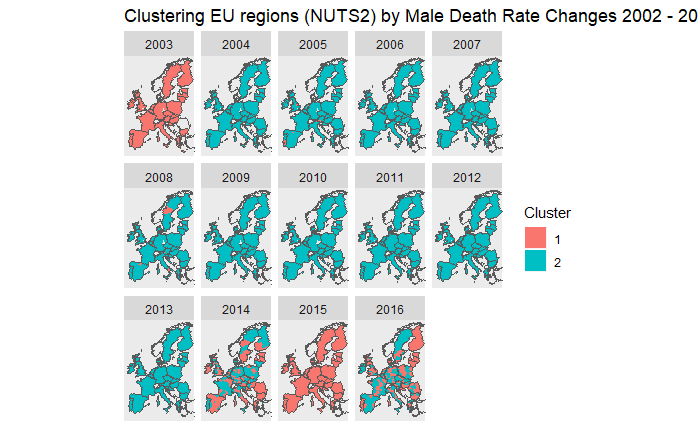 Clustering EU regions (NUTS2) by Male Death Rate Changes 2002 - 20
2003 2004 2005 2006 2007
2008 2009 2010 2011 2012
Cluster
1
2
2013 2014 2015 2016